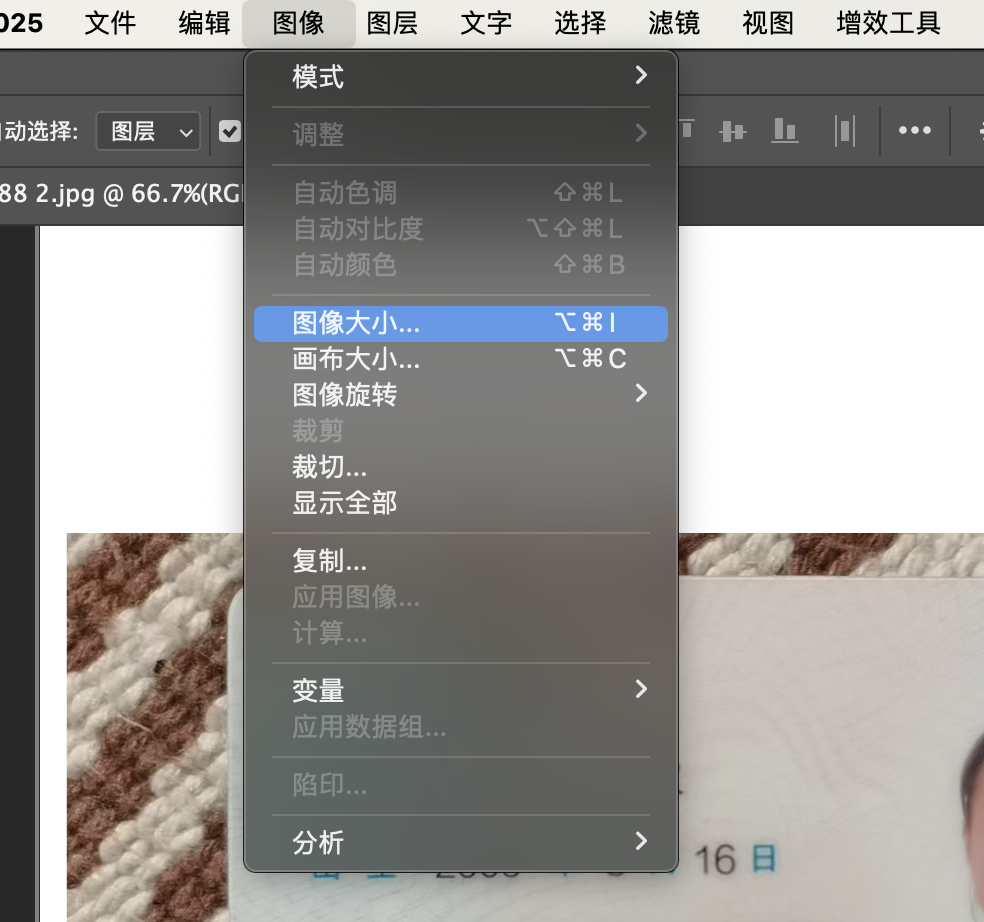 025 文件 编辑 图像 图层 文字 选择 滤镜 视图 增效工具
模式
动选择: 图层
调整
88 2.jpg @ 66.7%(RG
自动色调 ⇧⌘L
自动对比度 ⌥⇧⌘L
自动颜色 ⇧⌘B
图像大小... ⌥⌘I
画布大小... ⌥⌘C
图像旋转
裁剪
裁切...
显示全部
复制...
应用图像...
计算...
变量
应用数据组...
陷印...
分析
16 日